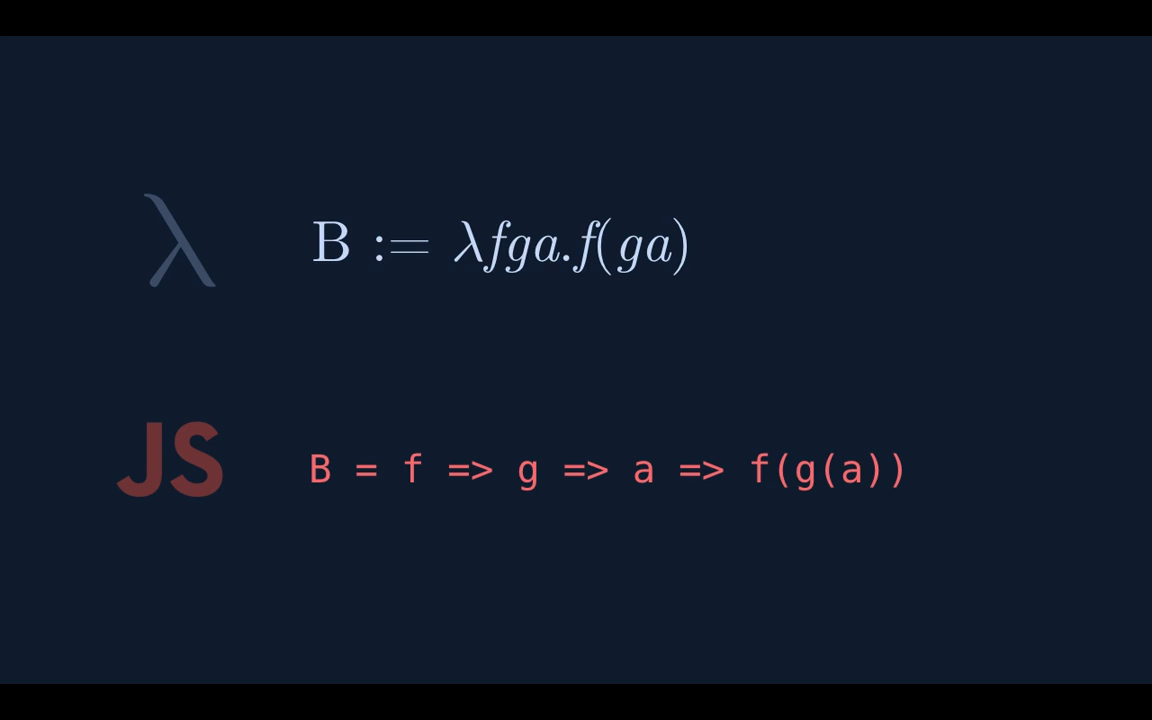 λ
B := λfga.f(ga)
JS
B = f => g => a => f(g(a))